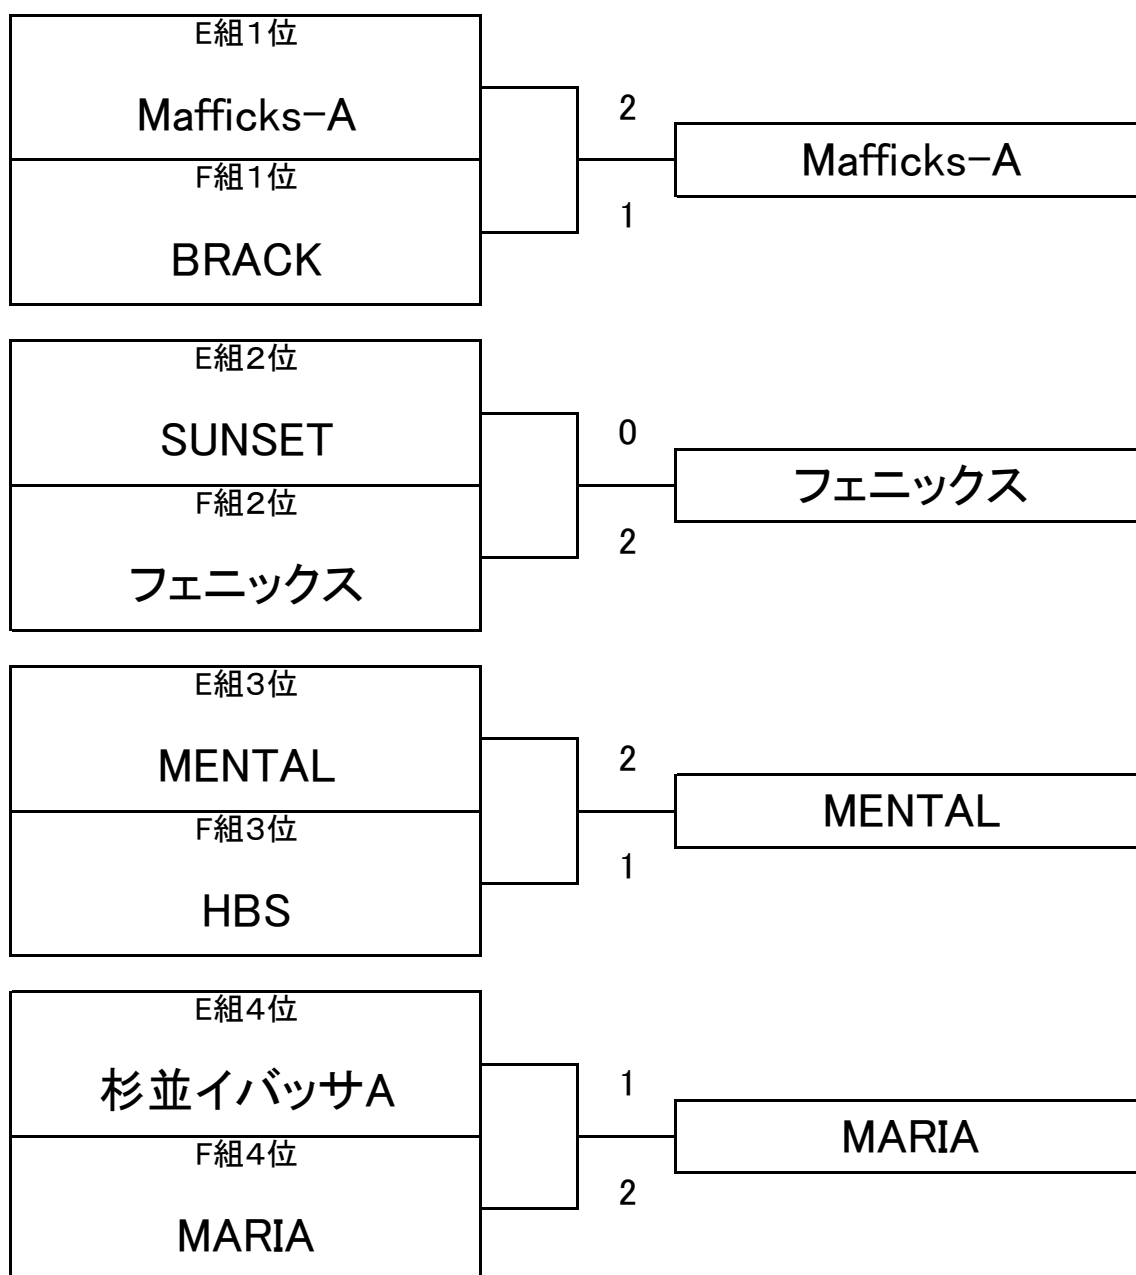 E組1位
Mafficks-A
2
Mafficks-A
F組1位
1
BRACK
E組2位
SUNSET
0
フェニックス
F組2位
2
フェニックス
E組3位
MENTAL
2
MENTAL
F組3位
1
HBS
E組4位
杉並イバッサA
1
MARIA
F組4位
2
MARIA